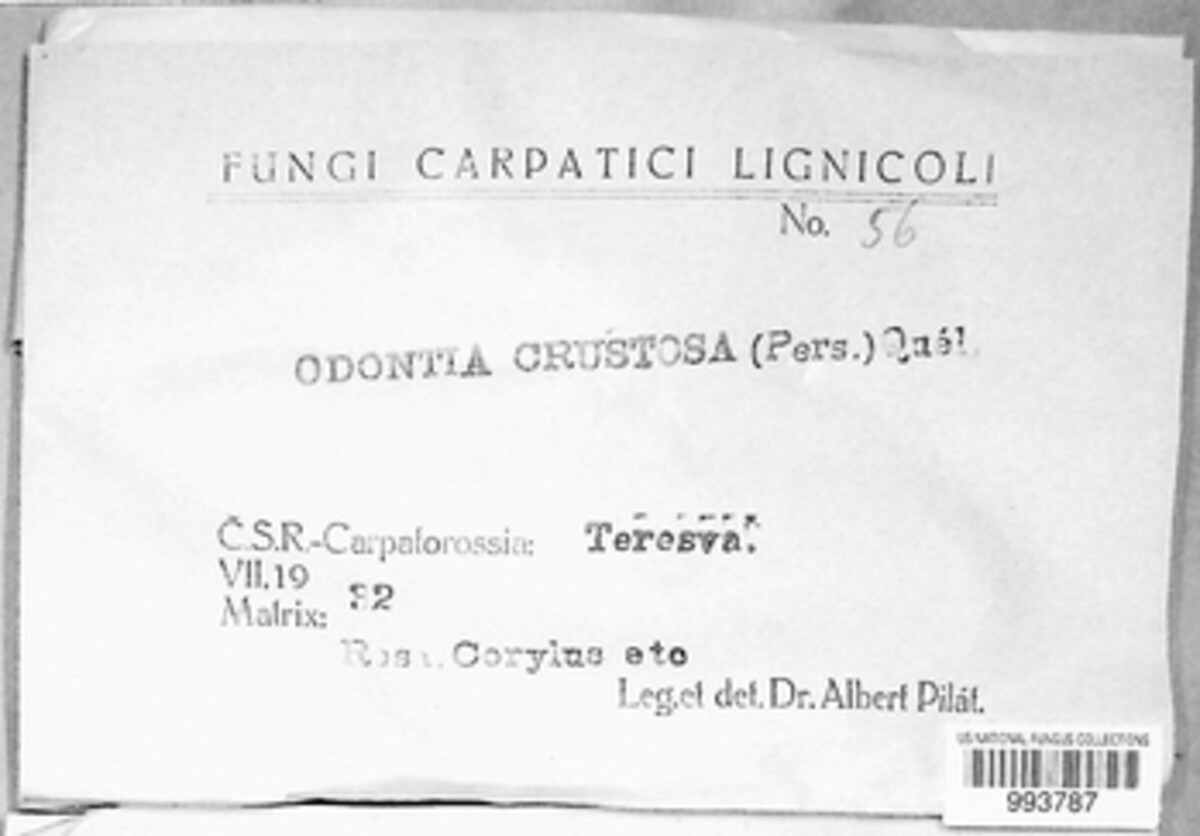 FUNGI CARPATICI LIGNICOLI
No. 56
ODONTIA CRUSTOSA (Pers.) Quél.
Č.S.R.-Carpatorossia: Teresva.
VII.19 32
Matrix:
Rosa. Corylus etc
Leg.et det. Dr. Albert Pilát.
US NATIONAL FUNGUS COLLECTIONS
993787